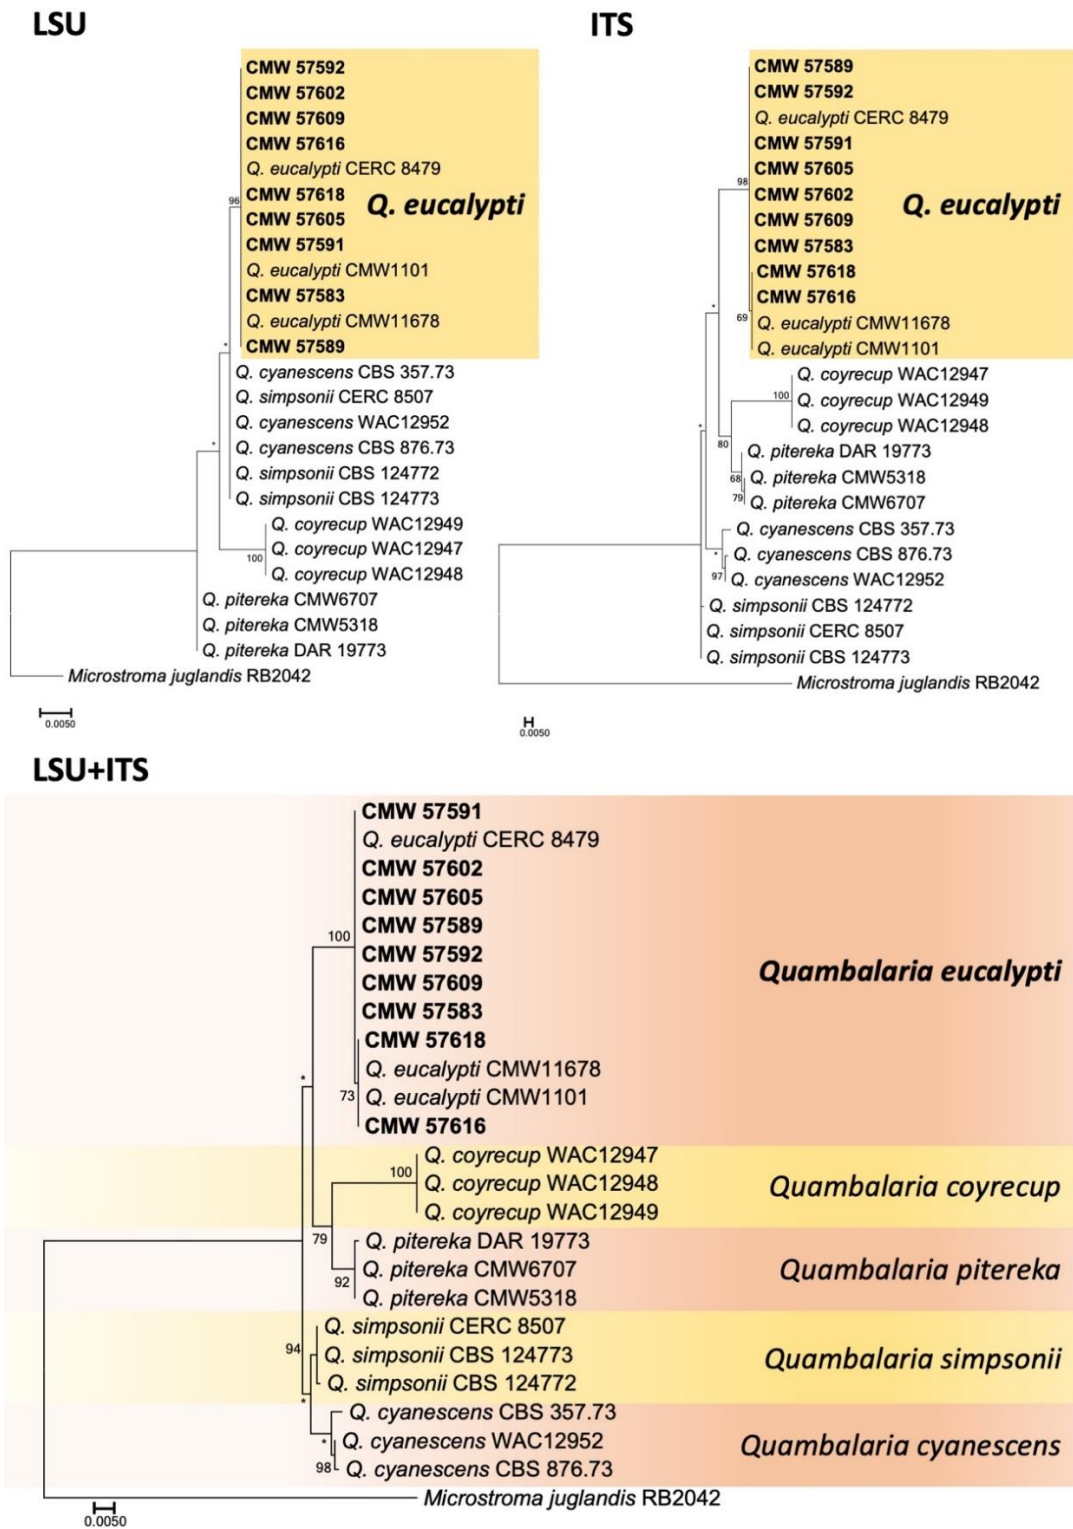 LSU
CMW 57592
CMW 57602
CMW 57609
CMW 57616
Q. eucalypti CERC 8479
CMW 57618
96
Q. eucalypti
CMW 57605
CMW 57591
Q. eucalypti CMW1101
CMW 57583
Q. eucalypti CMW11678
CMW 57589
*
Q. cyanescens CBS 357.73
Q. simpsonii CERC 8507
Q. cyanescens WAC12952
*
Q. cyanescens CBS 876.73
Q. simpsonii CBS 124772
Q. simpsonii CBS 124773
Q. coyrecup WAC12949
Q. coyrecup WAC12947
100
Q. coyrecup WAC12948
Q. pitereka CMW6707
Q. pitereka CMW5318
Q. pitereka DAR 19773
Microstroma juglandis RB2042
0.0050
ITS
CMW 57589
CMW 57592
Q. eucalypti CERC 8479
CMW 57591
CMW 57605
98
CMW 57602
Q. eucalypti
CMW 57609
CMW 57583
CMW 57618
CMW 57616
*
69
Q. eucalypti CMW11678
Q. eucalypti CMW1101
Q. coyrecup WAC12947
100
Q. coyrecup WAC12949
Q. coyrecup WAC12948
*
80
Q. pitereka DAR 19773
68
Q. pitereka CMW5318
79
Q. pitereka CMW6707
Q. cyanescens CBS 357.73
*
Q. cyanescens CBS 876.73
97
Q. cyanescens WAC12952
Q. simpsonii CBS 124772
Q. simpsonii CERC 8507
Q. simpsonii CBS 124773
Microstroma juglandis RB2042
0.0050
LSU+ITS
CMW 57591
Q. eucalypti CERC 8479
CMW 57602
CMW 57605
CMW 57589
100
CMW 57592
Quambalaria eucalypti
CMW 57609
CMW 57583
CMW 57618
Q. eucalypti CMW11678
*
73
Q. eucalypti CMW1101
CMW 57616
Q. coyrecup WAC12947
100
Q. coyrecup WAC12948
Quambalaria coyrecup
Q. coyrecup WAC12949
79
Q. pitereka DAR 19773
Q. pitereka CMW6707
Quambalaria pitereka
92
Q. pitereka CMW5318
Q. simpsonii CERC 8507
94
Q. simpsonii CBS 124773
Quambalaria simpsonii
Q. simpsonii CBS 124772
*
Q. cyanescens CBS 357.73
*
Q. cyanescens WAC12952
Quambalaria cyanescens
98
Q. cyanescens CBS 876.73
Microstroma juglandis RB2042
0.0050